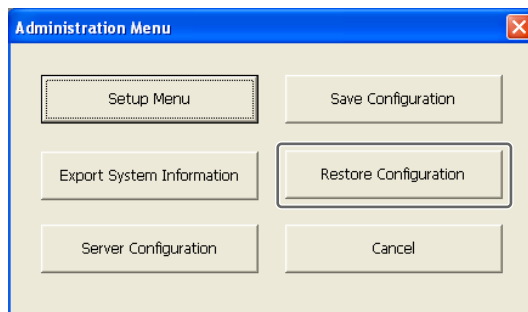 Administration Menu
Setup Menu
Save Configuration
Export System Information
Restore Configuration
Server Configuration
Cancel